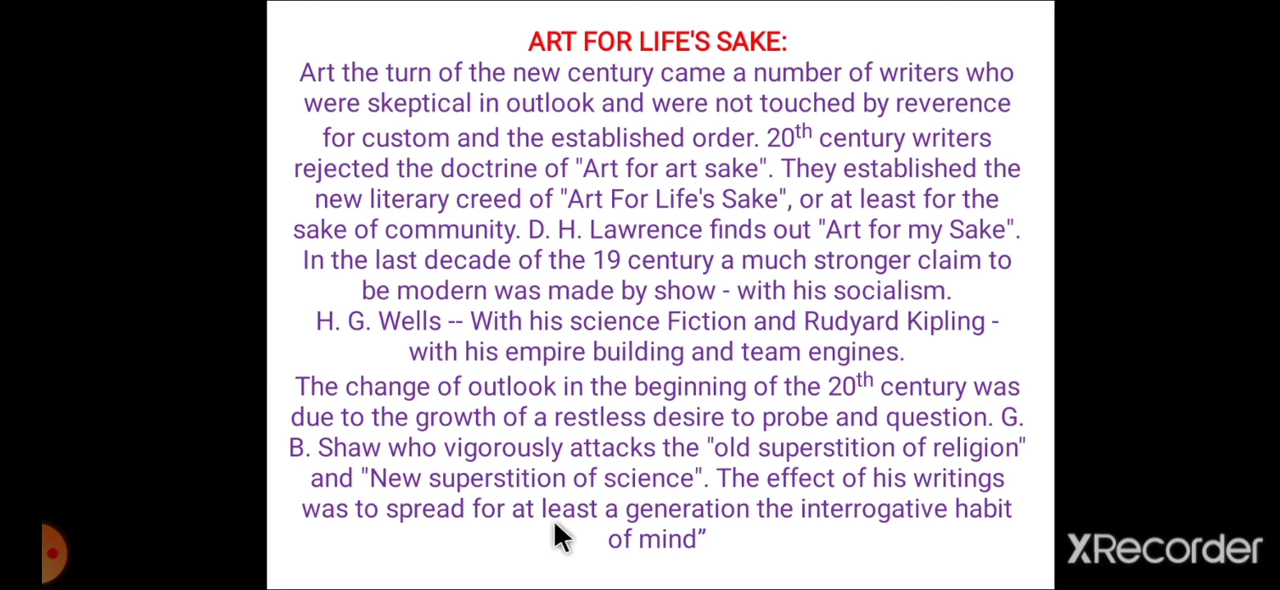 ART FOR LIFE'S SAKE:
Art the turn of the new century came a number of writers who
were skeptical in outlook and were not touched by reverence
for custom and the established order. 20th century writers
rejected the doctrine of "Art for art sake". They established the
new literary creed of "Art For Life's Sake", or at least for the
sake of community. D. H. Lawrence finds out "Art for my Sake".
In the last decade of the 19 century a much stronger claim to
be modern was made by show - with his socialism.
H. G. Wells -- With his science Fiction and Rudyard Kipling -
with his empire building and team engines.
The change of outlook in the beginning of the 20th century was
due to the growth of a restless desire to probe and question. G.
B. Shaw who vigorously attacks the "old superstition of religion"
and "New superstition of science". The effect of his writings
was to spread for at least a generation the interrogative habit
of mind”
XRecorder